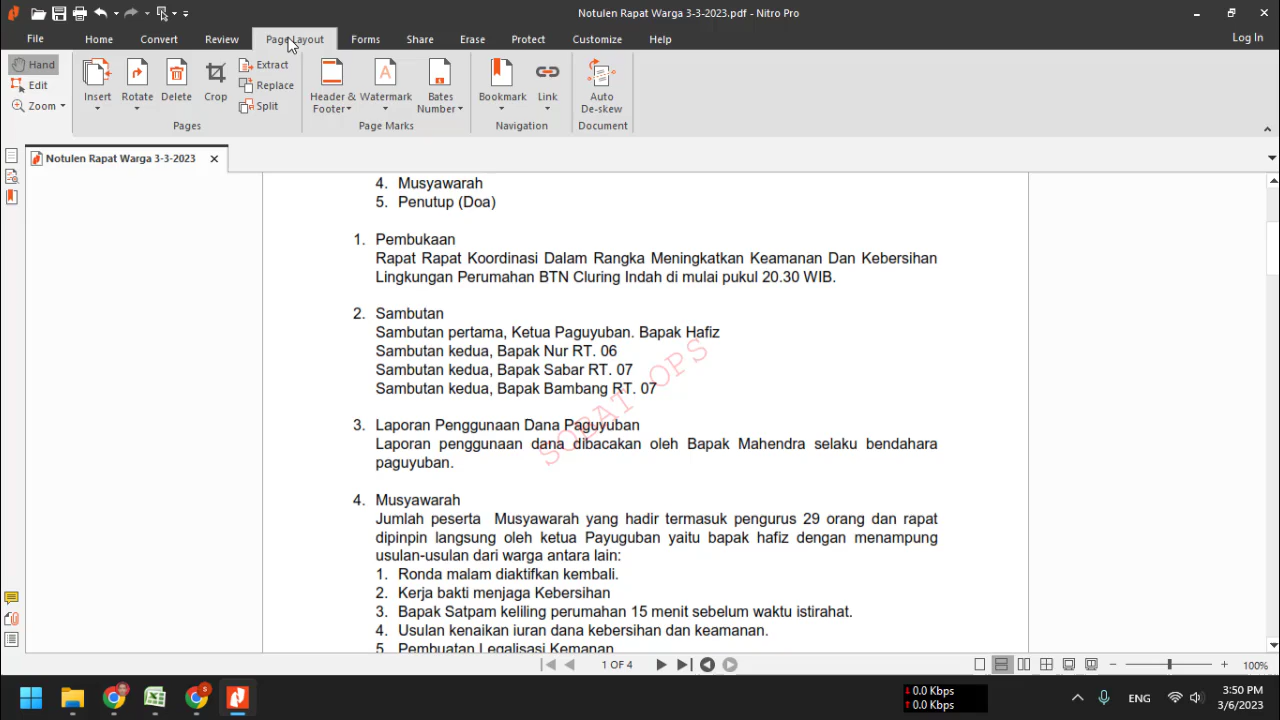 Notulen Rapat Warga 3-3-2023.pdf - Nitro Pro
File Home Convert Review Page Layout Forms Share Erase Protect Customize Help Log In
Hand
Edit
Zoom
Insert
Rotate
Delete
Crop
Extract
Replace
Split
Pages
Header &
Footer
Watermark
Bates
Number
Page Marks
Bookmark
Link
Navigation
Auto
De-skew
Document
Notulen Rapat Warga 3-3-2023
4. Musyawarah
5. Penutup (Doa)
1. Pembukaan
Rapat Rapat Koordinasi Dalam Rangka Meningkatkan Keamanan Dan Kebersihan
Lingkungan Perumahan BTN Cluring Indah di mulai pukul 20.30 WIB.
2. Sambutan
Sambutan pertama, Ketua Paguyuban. Bapak Hafiz
Sambutan kedua, Bapak Nur RT. 06
Sambutan kedua, Bapak Sabar RT. 07
Sambutan kedua, Bapak Bambang RT. 07
SOBAT OPS
3. Laporan Penggunaan Dana Paguyuban
Laporan penggunaan dana dibacakan oleh Bapak Mahendra selaku bendahara
paguyuban.
4. Musyawarah
Jumlah peserta Musyawarah yang hadir termasuk pengurus 29 orang dan rapat
dipinpin langsung oleh ketua Payuguban yaitu bapak hafiz dengan menampung
usulan-usulan dari warga antara lain:
1. Ronda malam diaktifkan kembali.
2. Kerja bakti menjaga Kebersihan
3. Bapak Satpam keliling perumahan 15 menit sebelum waktu istirahat.
4. Usulan kenaikan iuran dana kebersihan dan keamanan.
5. Pembuatan Legalisasi Kemanan
1 OF 4
100%
0.0 Kbps
0.0 Kbps
ENG
3:50 PM
3/6/2023